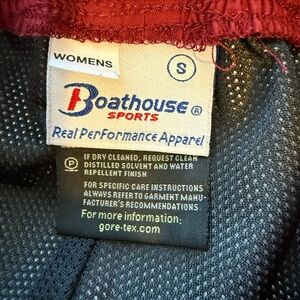 WOMENS
S
Boathouse ®
SPORTS
Real Performance Apparel
P
IF DRY CLEANED, REQUEST CLEAN
DISTILLED SOLVENT AND WATER
REPELLENT FINISH
FOR SPECIFIC CARE INSTRUCTIONS
ALWAYS REFER TO GARMENT MANU-
FACTURER'S RECOMMENDATIONS
For more information:
gore-tex.com